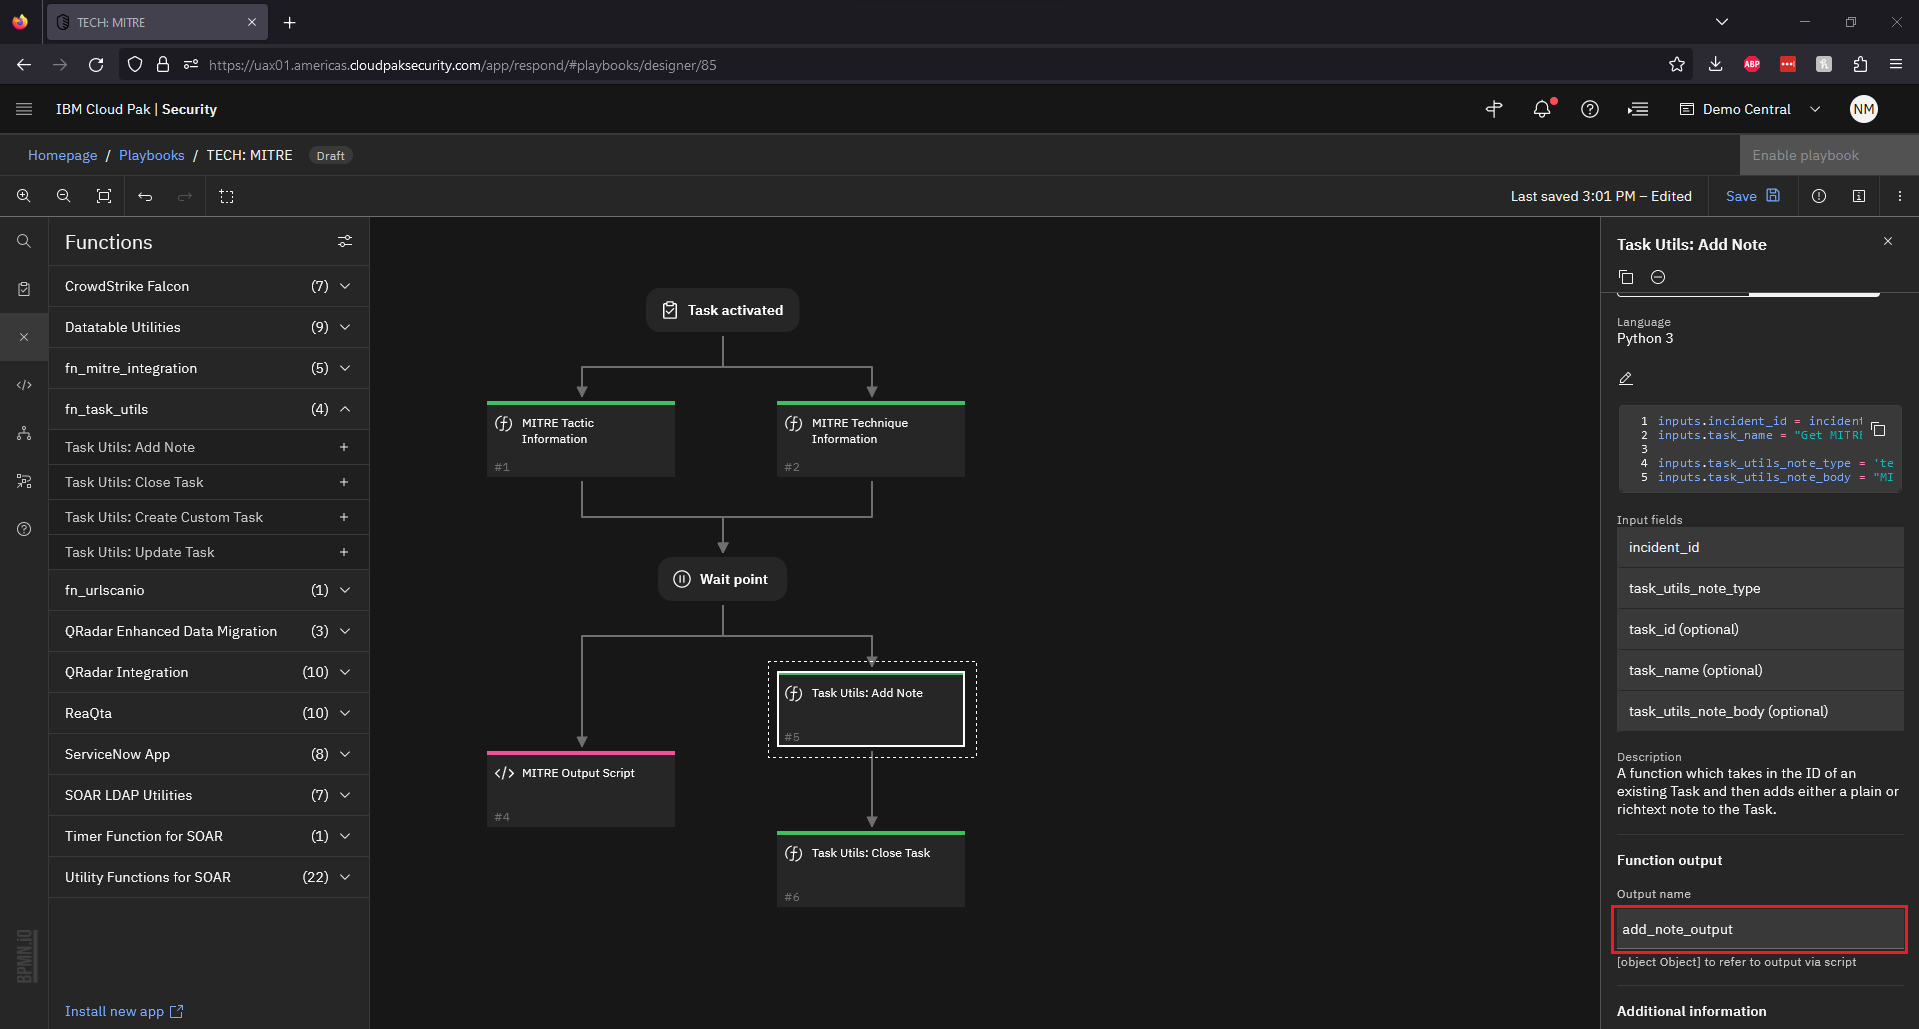 TECH: MITRE
https://uax01.americas.cloudpaksecurity.com/app/respond/#playbooks/designer/85
ABP
IBM Cloud Pak | Security
Demo Central
NM
Homepage / Playbooks / TECH: MITRE Draft
Enable playbook
Last saved 3:01 PM – Edited
Save
Functions
CrowdStrike Falcon (7)
Datatable Utilities (9)
fn_mitre_integration (5)
fn_task_utils (4)
Task Utils: Add Note +
Task Utils: Close Task +
Task Utils: Create Custom Task +
Task Utils: Update Task +
fn_urlscanio (1)
QRadar Enhanced Data Migration (3)
QRadar Integration (10)
ReaQta (10)
ServiceNow App (8)
SOAR LDAP Utilities (7)
Timer Function for SOAR (1)
Utility Functions for SOAR (22)
Install new app
BPMN.iO
Task activated
MITRE Tactic
Information
#1
MITRE Technique
Information
#2
Wait point
Task Utils: Add Note
#5
</> MITRE Output Script
#4
Task Utils: Close Task
#6
Task Utils: Add Note
Language
Python 3
1 inputs.incident_id = incident
2 inputs.task_name = "Get MITRE
3
4 inputs.task_utils_note_type = 'te
5 inputs.task_utils_note_body = "MI
Input fields
incident_id
task_utils_note_type
task_id (optional)
task_name (optional)
task_utils_note_body (optional)
Description
A function which takes in the ID of an
existing Task and then adds either a plain or
richtext note to the Task.
Function output
Output name
add_note_output
[object Object] to refer to output via script
Additional information